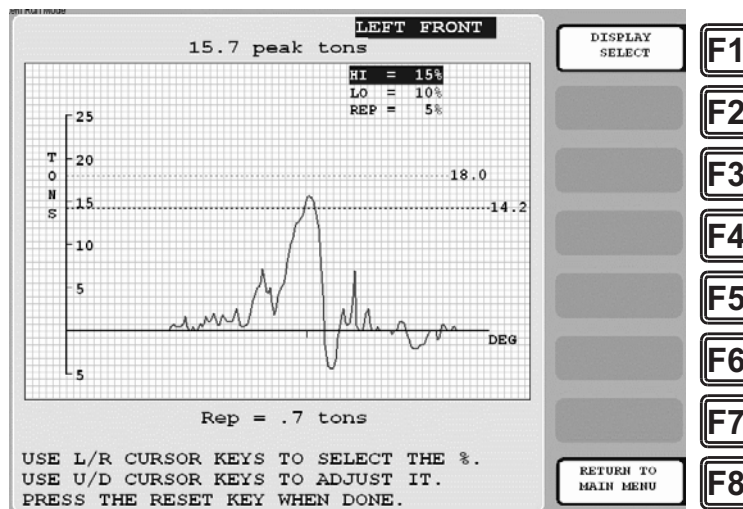 LEFT FRONT
15.7 peak tons
HI = 15%
LO = 10%
REP = 5%
25
TONS
20
18.0
15
14.2
10
5
DEG
5
Rep = .7 tons
USE L/R CURSOR KEYS TO SELECT THE %.
USE U/D CURSOR KEYS TO ADJUST IT.
PRESS THE RESET KEY WHEN DONE.
DISPLAY
SELECT
RETURN TO
MAIN MENU
F1
F2
F3
F4
F5
F6
F7
F8